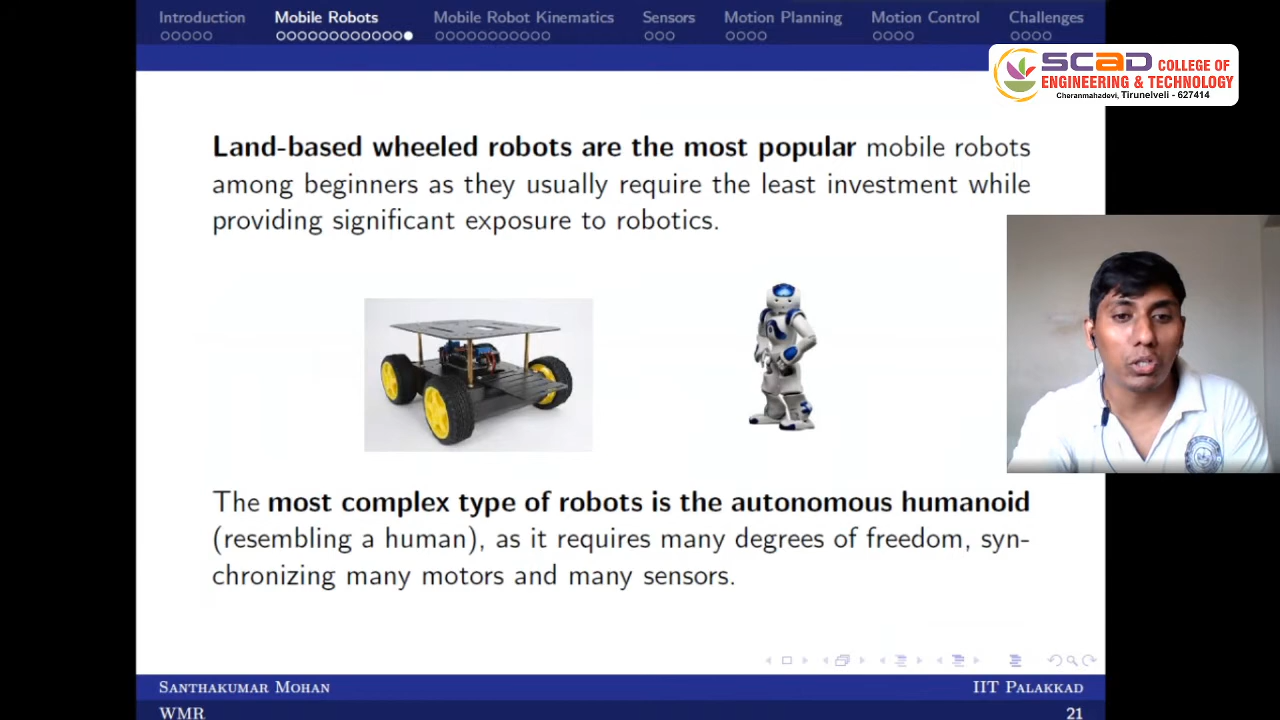 Introduction Mobile Robots Mobile Robot Kinematics Sensors Motion Planning Motion Control Challenges
SCAD COLLEGE OF
ENGINEERING & TECHNOLOGY
Cheranmahadevi, Tirunelveli - 627414
Land-based wheeled robots are the most popular mobile robots
among beginners as they usually require the least investment while
providing significant exposure to robotics.
The most complex type of robots is the autonomous humanoid
(resembling a human), as it requires many degrees of freedom, syn-
chronizing many motors and many sensors.
Santhakumar Mohan IIT Palakkad
WMR 21